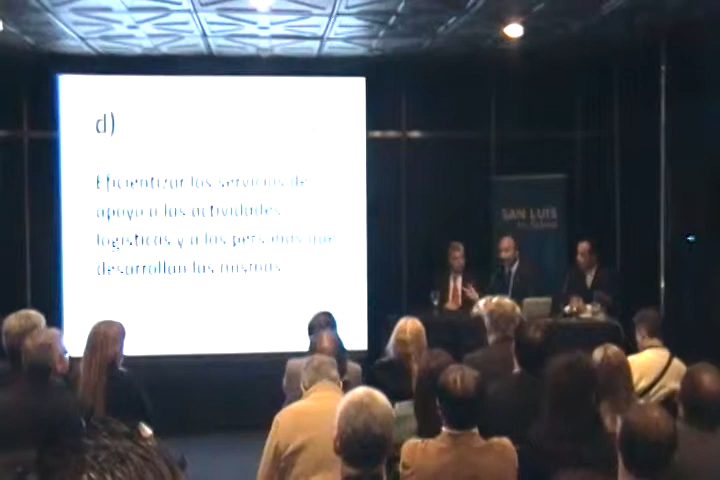 d)
Eficientizar los servicios de
apoyo a las actividades
logísticas y a las personas que
desarrollan las mismas
SAN LUIS